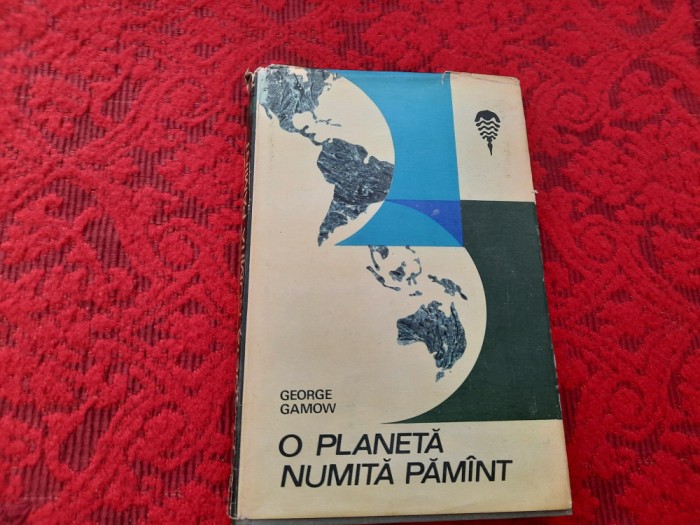 GEORGE
GAMOW
O PLANETĂ
NUMITĂ PĂMÎNT